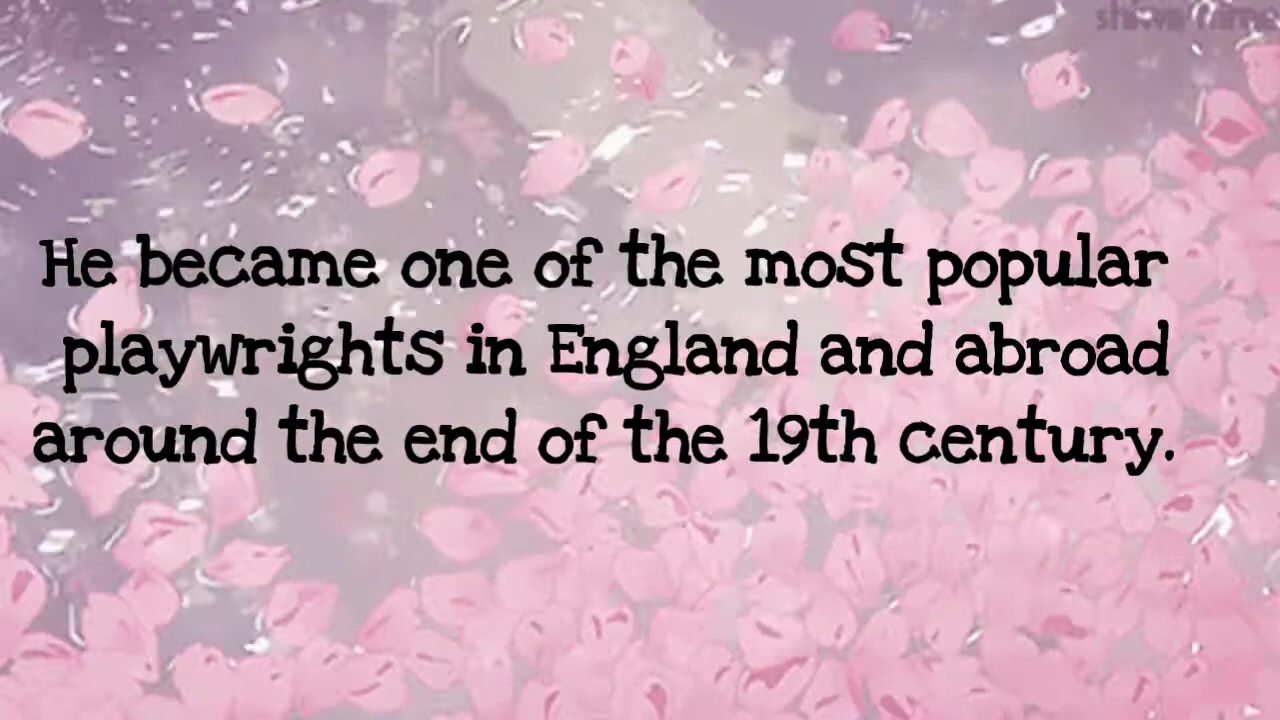 He became one of the most popular
playwrights in England and abroad
around the end of the 19th century.